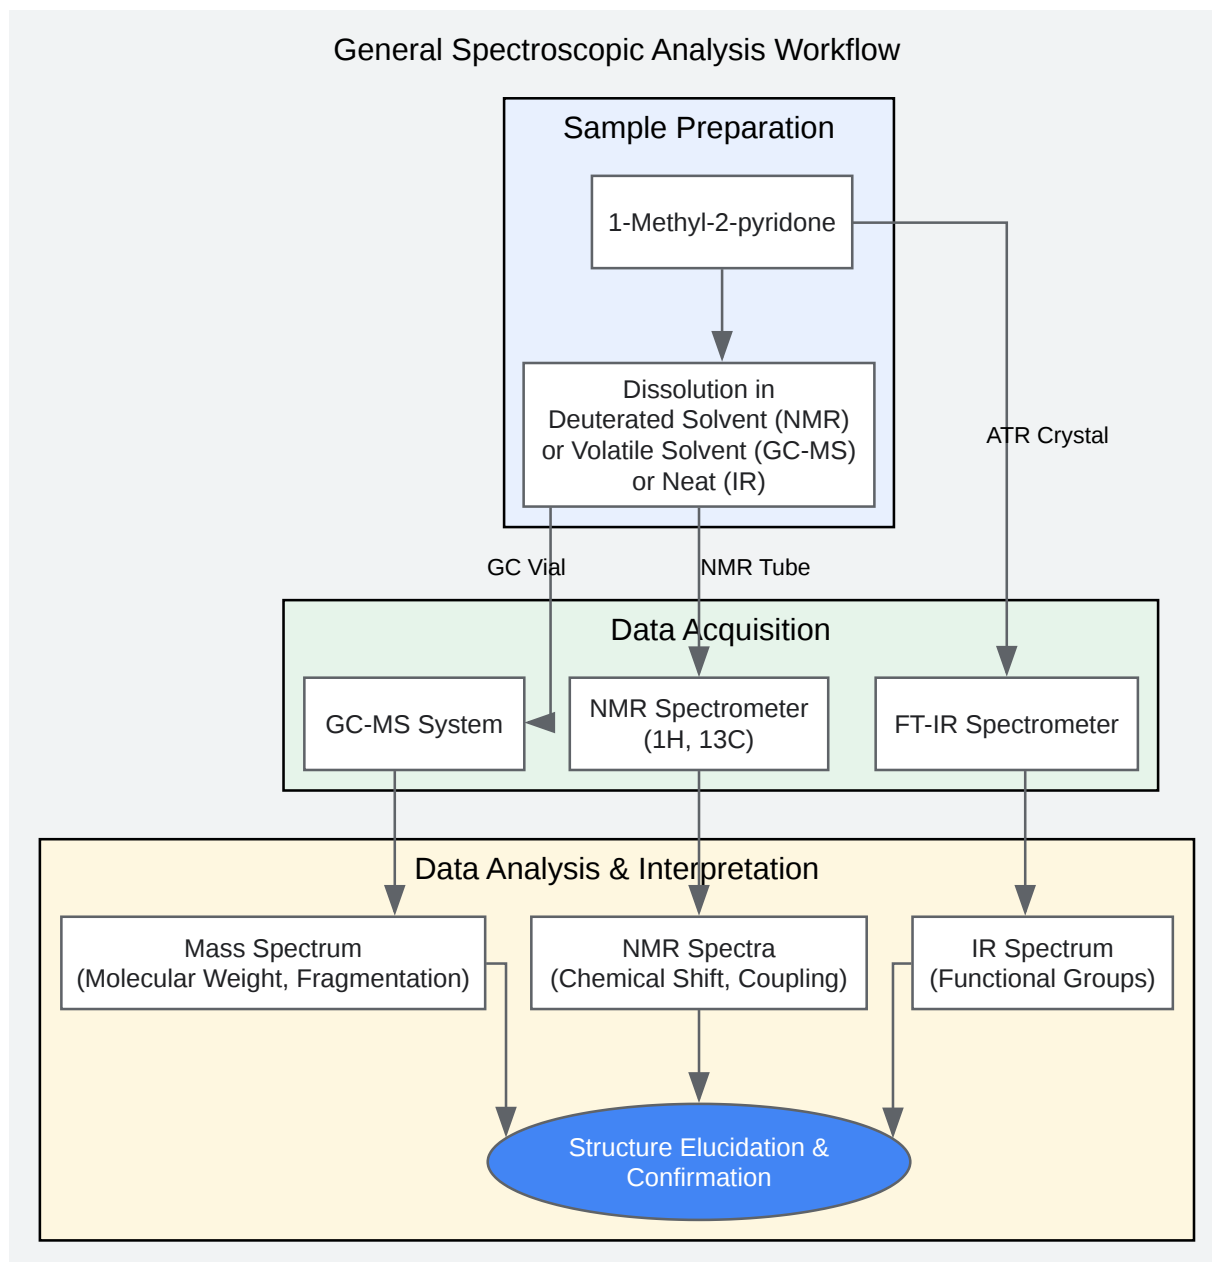 General Spectroscopic Analysis Workflow
Sample Preparation
1-Methyl-2-pyridone
Dissolution in
Deuterated Solvent (NMR)
or Volatile Solvent (GC-MS)
or Neat (IR)
ATR Crystal
GC Vial
NMR Tube
Data Acquisition
GC-MS System
NMR Spectrometer
(1H, 13C)
FT-IR Spectrometer
Data Analysis & Interpretation
Mass Spectrum
(Molecular Weight, Fragmentation)
NMR Spectra
(Chemical Shift, Coupling)
IR Spectrum
(Functional Groups)
Structure Elucidation &
Confirmation